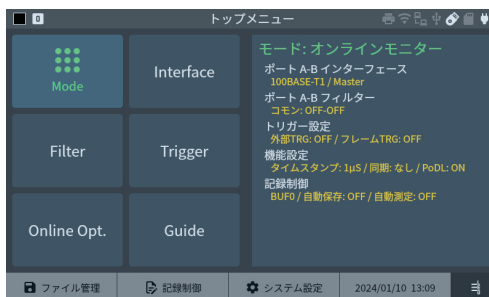 0
トップメニュー
Mode
Interface
Filter
Trigger
Online Opt.
Guide
モード: オンラインモニター
ポート A-B インターフェース
100BASE-T1 / Master
ポート A-B フィルター
コモン: OFF-OFF
トリガー設定
外部TRG: OFF / フレームTRG: OFF
機能設定
タイムスタンプ: 1μS / 同期: なし / PoDL: ON
記録制御
BUF0 / 自動保存: OFF / 自動測定: OFF
ファイル管理
記録制御
システム設定
2024/01/10 13:09